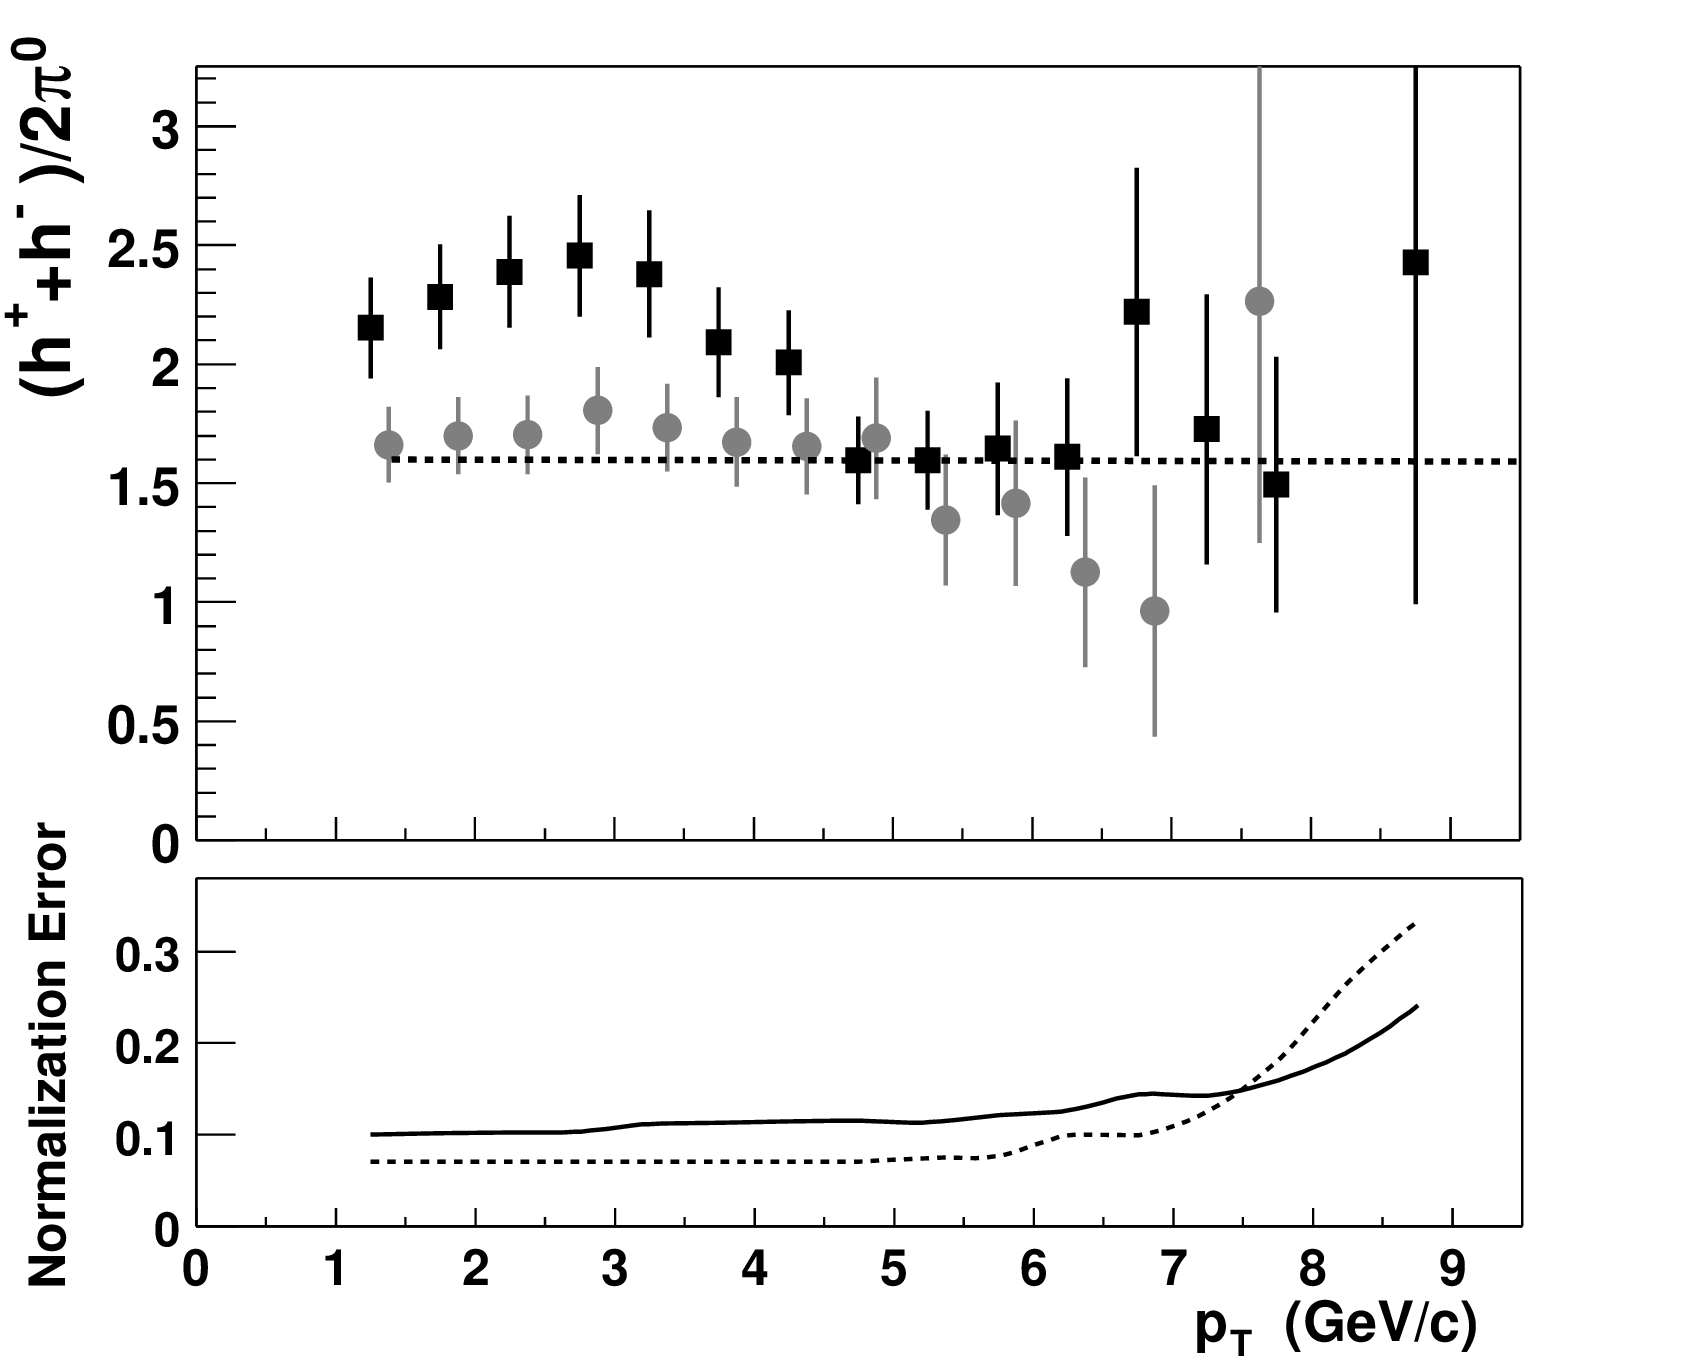 (h⁺+h⁻)/2π⁰
3
2.5
2
1.5
1
0.5
0
Normalization Error
0.3
0.2
0.1
0
0 1 2 3 4 5 6 7 8 9
p_T (GeV/c)